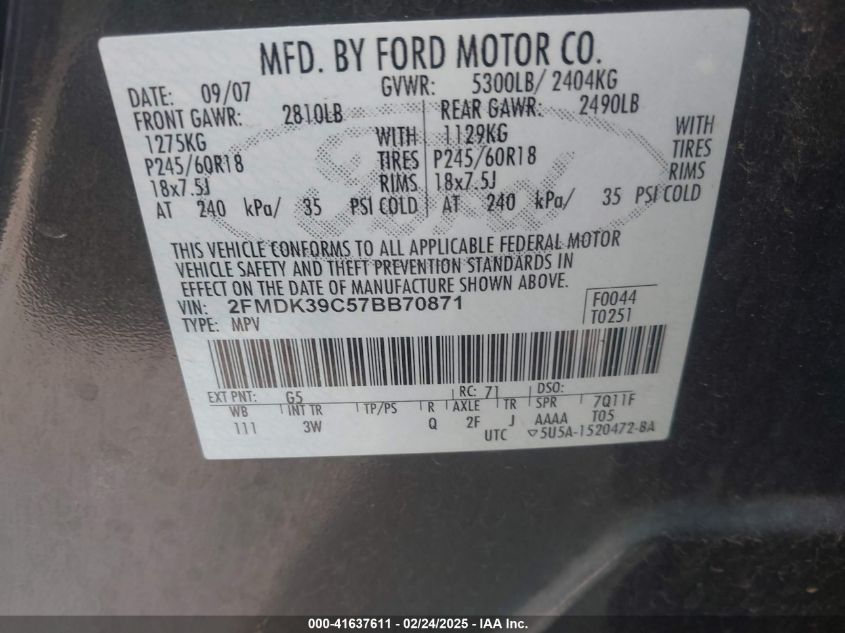 MFD. BY FORD MOTOR CO.
DATE: 09/07 GVWR: 5300LB/ 2404KG
FRONT GAWR: 2810LB REAR GAWR: 2490LB
1275KG WITH 1129KG WITH
P245/60R18 TIRES P245/60R18 TIRES
18x7.5J RIMS 18x7.5J RIMS
AT 240 kPa/ 35 PSI COLD AT 240 kPa/ 35 PSI COLD
THIS VEHICLE CONFORMS TO ALL APPLICABLE FEDERAL MOTOR
VEHICLE SAFETY AND THEFT PREVENTION STANDARDS IN
EFFECT ON THE DATE OF MANUFACTURE SHOWN ABOVE.
VIN: 2FMDK39C57BB70871 F0044
TYPE: MPV T0251
EXT PNT: G5 RC: 71 DSO:
WB INT TR TP/PS R AXLE TR SPR 7Q11F
111 3W Q 2F J AAAA T05
UTC ▽5U5A-1520472-BA
Ford
000-41637611 - 02/24/2025 - IAA Inc.